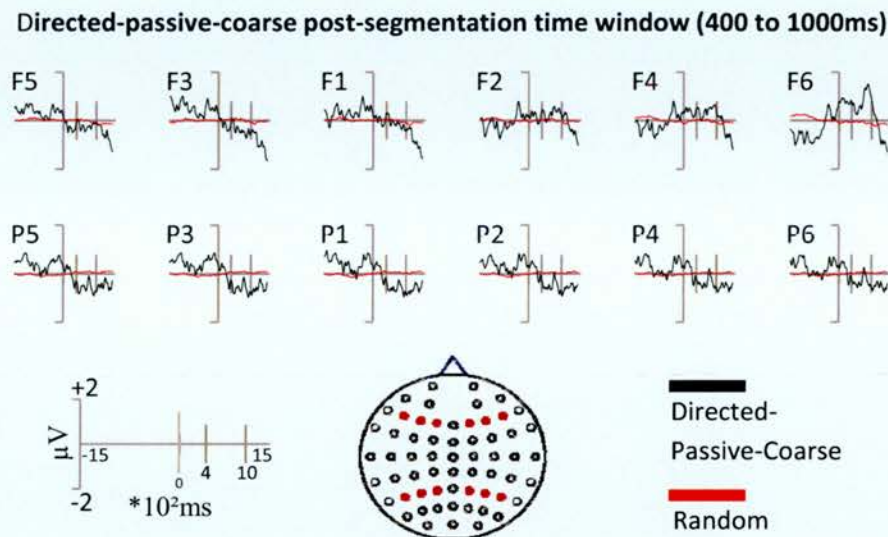 Directed-passive-coarse post-segmentation time window (400 to 1000ms)
F5 F3 F1 F2 F4 F6
P5 P3 P1 P2 P4 P6
+2
μV
-15 15
0 4 10
-2
*10²ms
Directed-
Passive-Coarse
Random